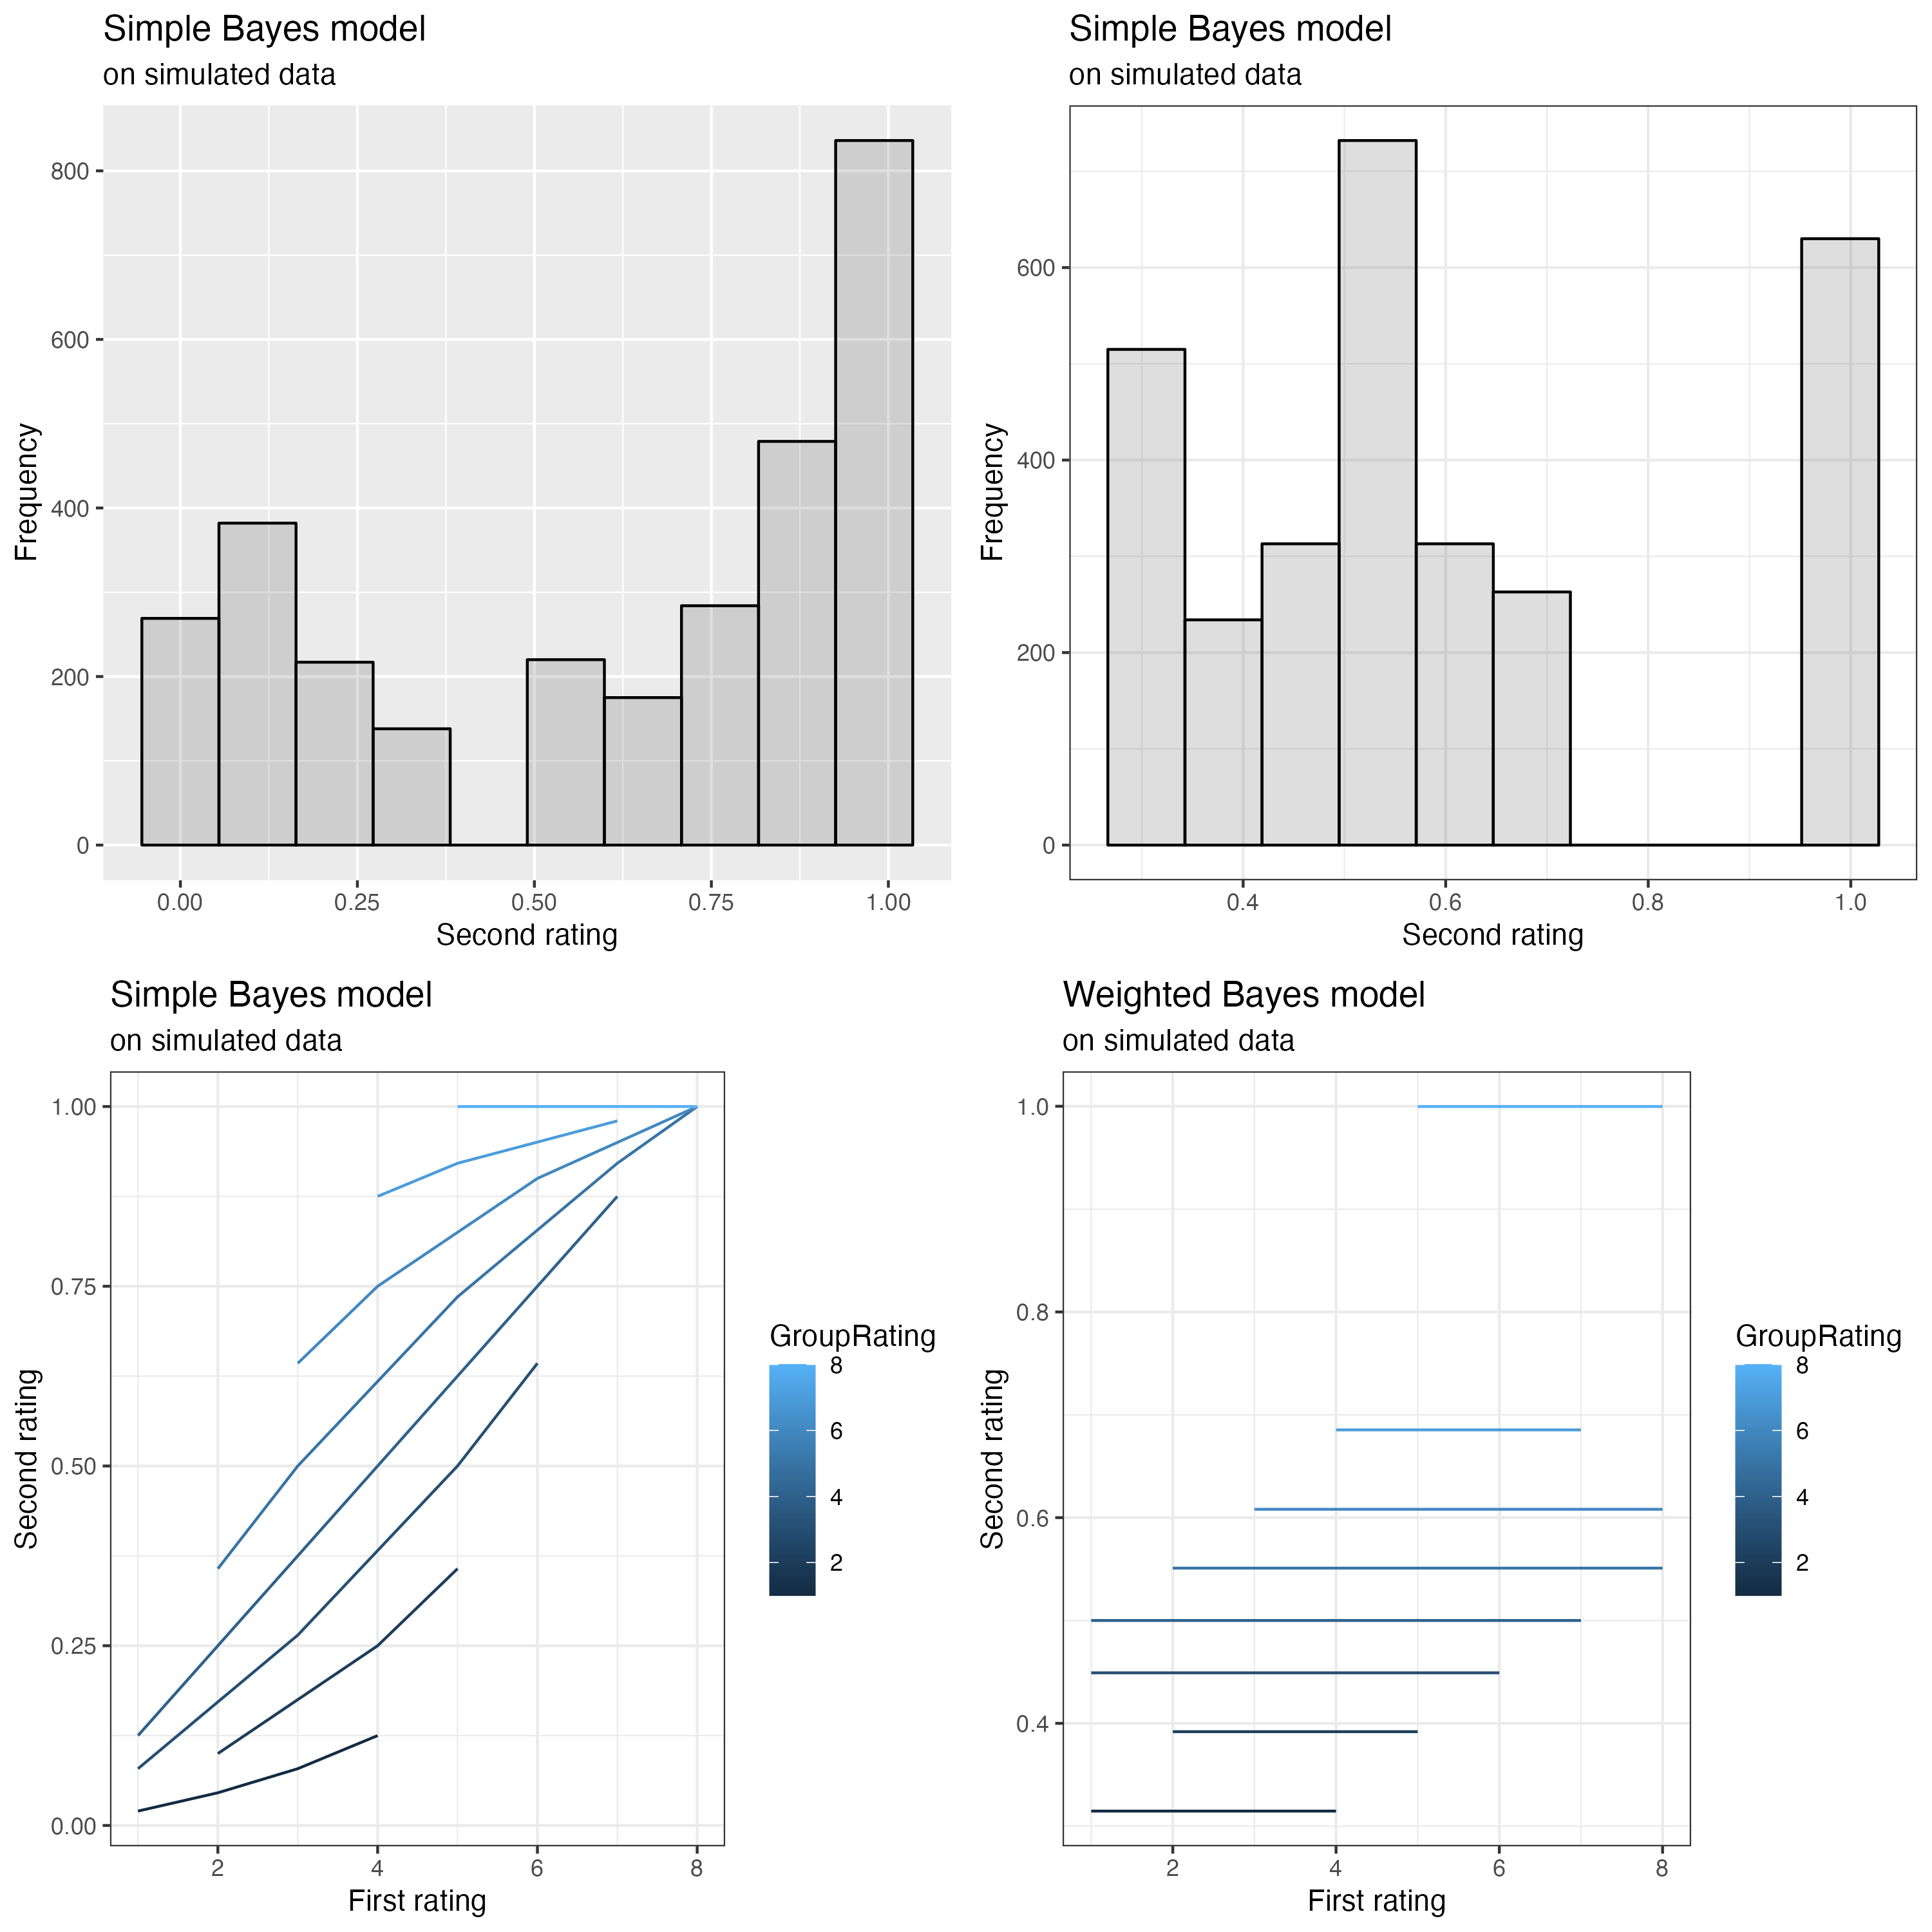 Simple Bayes model
on simulated data
Frequency
800
600
400
200
0
0.00 0.25 0.50 0.75 1.00
Second rating
Simple Bayes model
on simulated data
Frequency
600
400
200
0
0.4 0.6 0.8 1.0
Second rating
Simple Bayes model
on simulated data
Second rating
1.00
0.75
0.50
0.25
0.00
2 4 6 8
First rating
GroupRating
8
6
4
2
Weighted Bayes model
on simulated data
Second rating
1.0
0.8
0.6
0.4
2 4 6 8
First rating
GroupRating
8
6
4
2